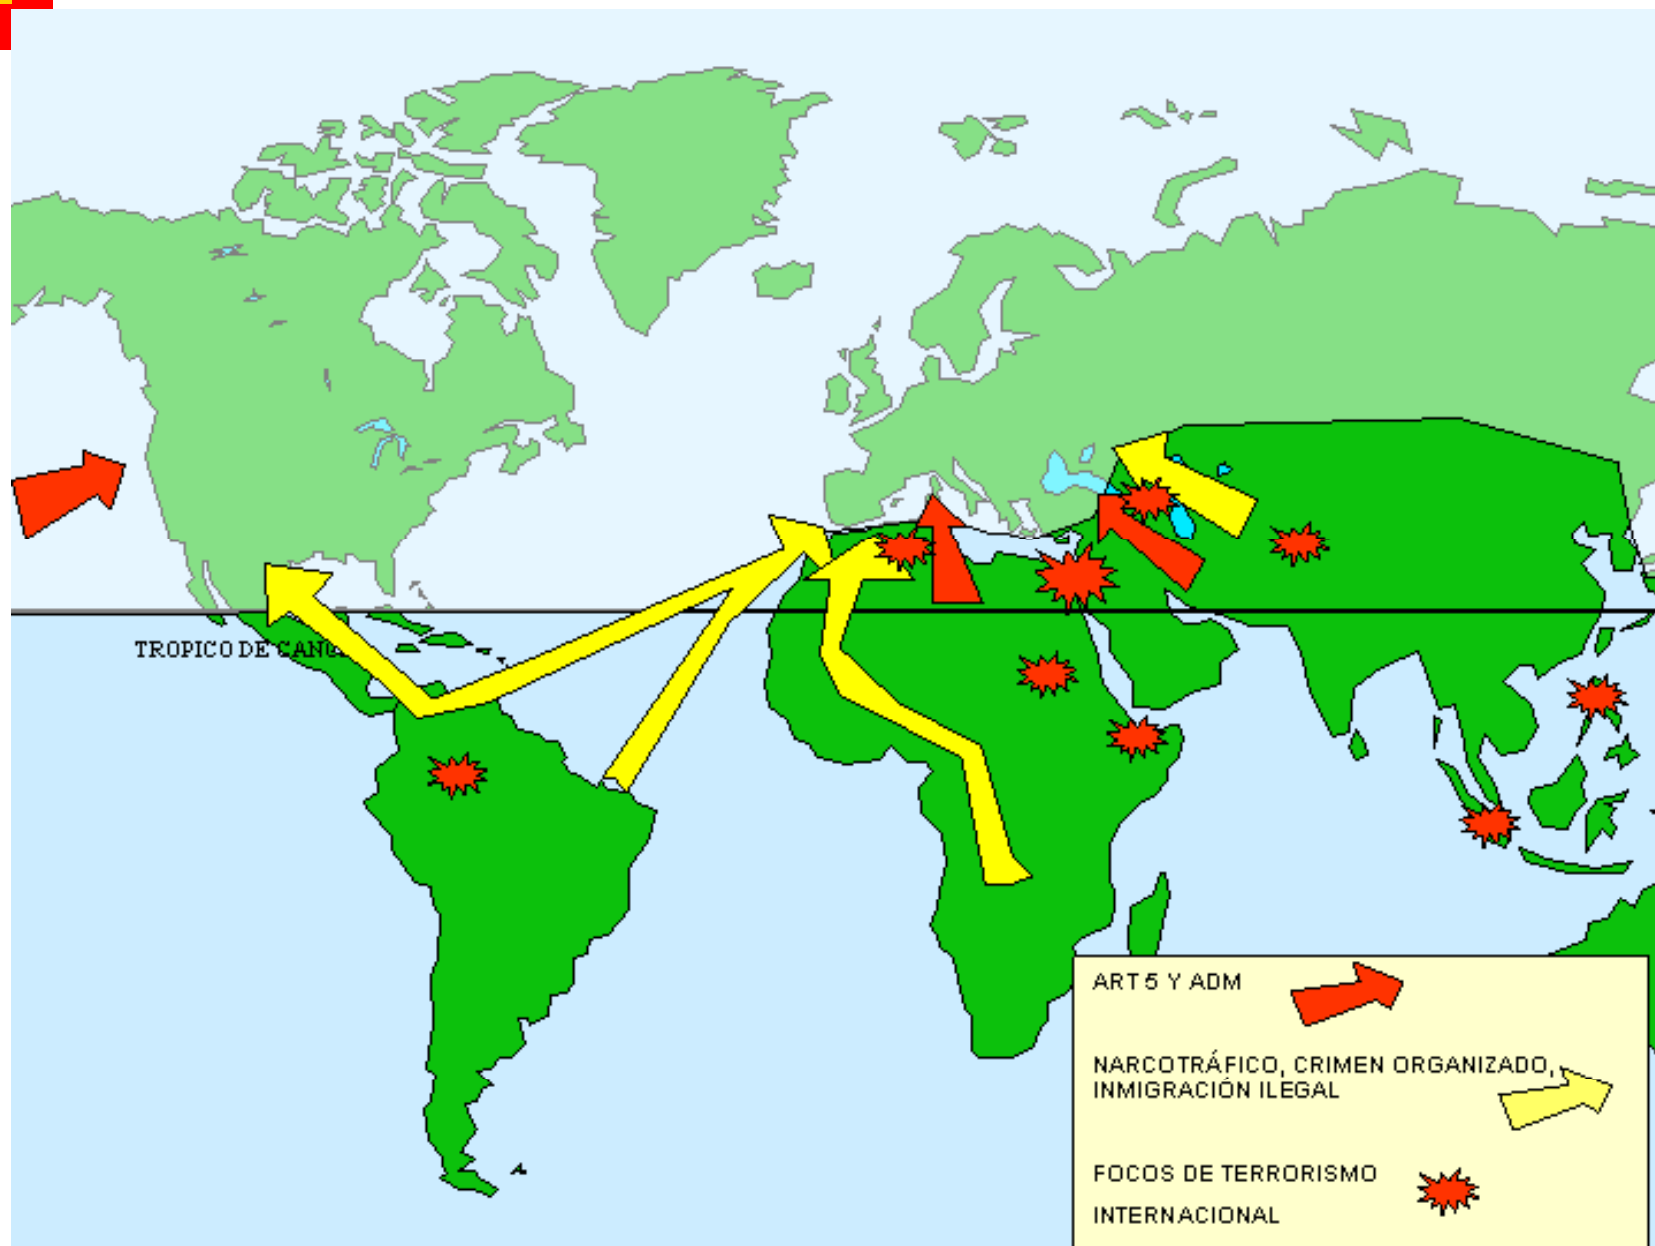 TROPICO DE CANC
ART 5 Y ADM
NARCOTRÁFICO, CRIMEN ORGANIZADO,
INMIGRACIÓN ILEGAL
FOCOS DE TERRORISMO
INTERNACIONAL